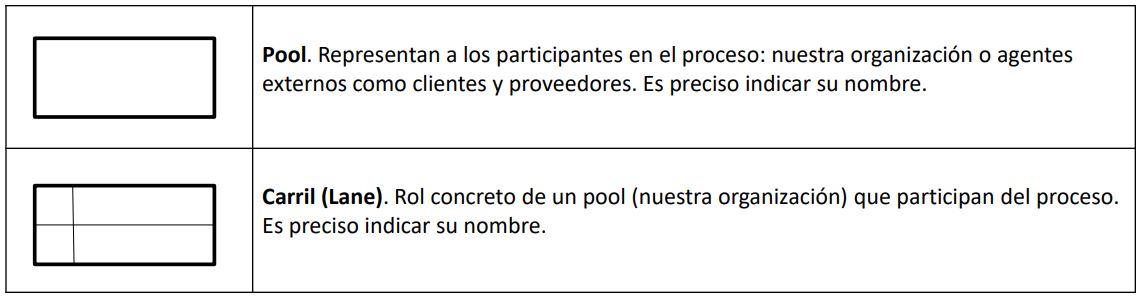 Pool. Representan a los participantes en el proceso: nuestra organización o agentes
externos como clientes y proveedores. Es preciso indicar su nombre.
Carril (Lane). Rol concreto de un pool (nuestra organización) que participan del proceso.
Es preciso indicar su nombre.